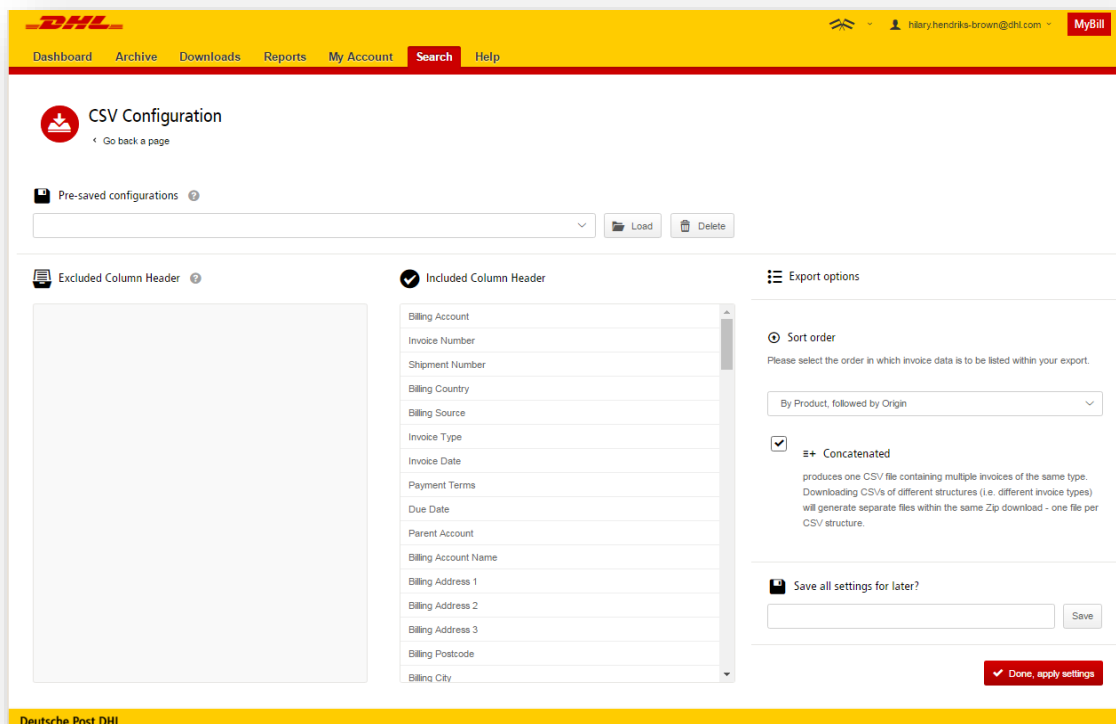 DHL
hilary.hendriks-brown@dhl.com
MyBill
Dashboard Archive Downloads Reports My Account Search Help
CSV Configuration
Go back a page
Pre-saved configurations ?
Load Delete
Excluded Column Header ?
Included Column Header
Billing Account
Invoice Number
Shipment Number
Billing Country
Billing Source
Invoice Type
Invoice Date
Payment Terms
Due Date
Parent Account
Billing Account Name
Billing Address 1
Billing Address 2
Billing Address 3
Billing Postcode
Billing City
Export options
Sort order
Please select the order in which invoice data is to be listed within your export.
By Product, followed by Origin
Concatenated
produces one CSV file containing multiple invoices of the same type.
Downloading CSVs of different structures (i.e. different invoice types)
will generate separate files within the same Zip download - one file per
CSV structure.
Save all settings for later?
Save
Done, apply settings
Deutsche Post DHL